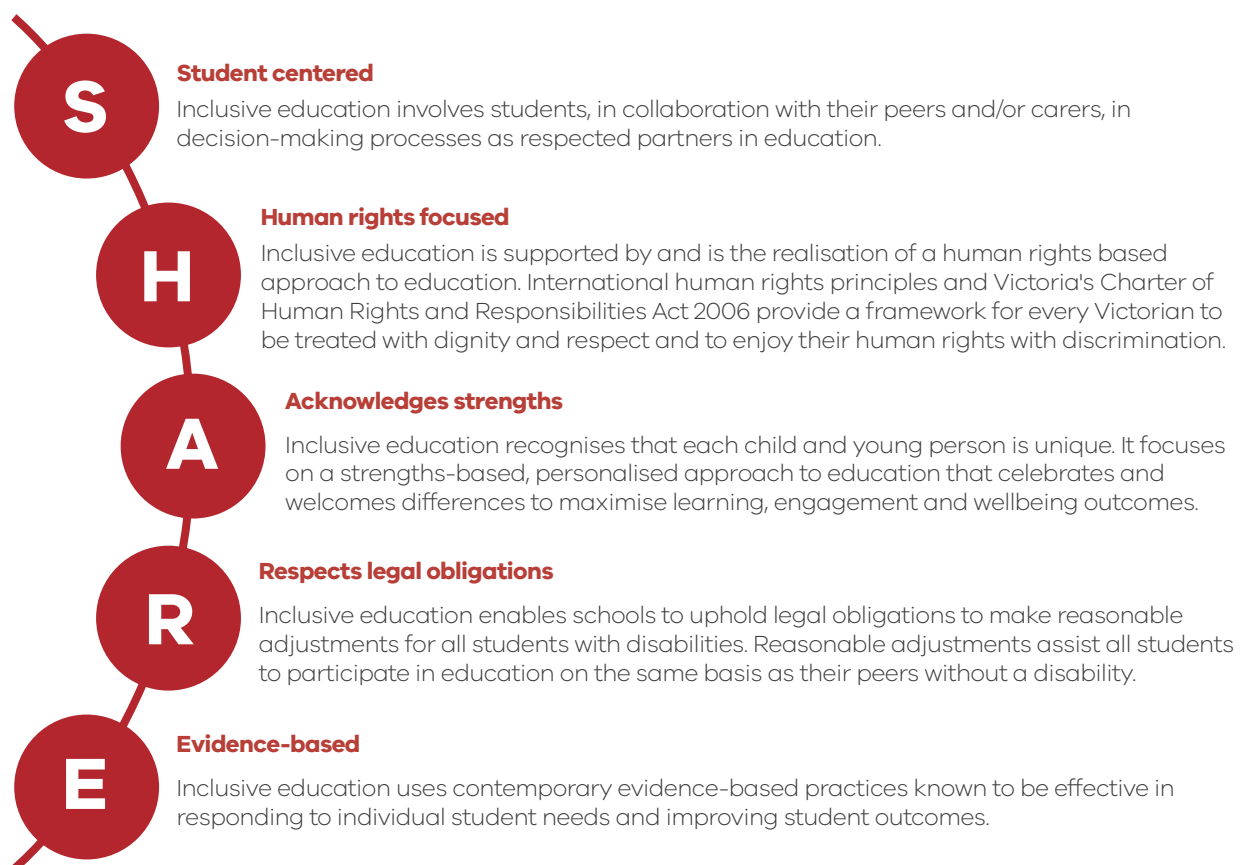 S
Student centered
Inclusive education involves students, in collaboration with their peers and/or carers, in
decision-making processes as respected partners in education.
H
Human rights focused
Inclusive education is supported by and is the realisation of a human rights based
approach to education. International human rights principles and Victoria's Charter of
Human Rights and Responsibilities Act 2006 provide a framework for every Victorian to
be treated with dignity and respect and to enjoy their human rights with discrimination.
A
Acknowledges strengths
Inclusive education recognises that each child and young person is unique. It focuses
on a strengths-based, personalised approach to education that celebrates and
welcomes differences to maximise learning, engagement and wellbeing outcomes.
R
Respects legal obligations
Inclusive education enables schools to uphold legal obligations to make reasonable
adjustments for all students with disabilities. Reasonable adjustments assist all students
to participate in education on the same basis as their peers without a disability.
E
Evidence-based
Inclusive education uses contemporary evidence-based practices known to be effective in
responding to individual student needs and improving student outcomes.